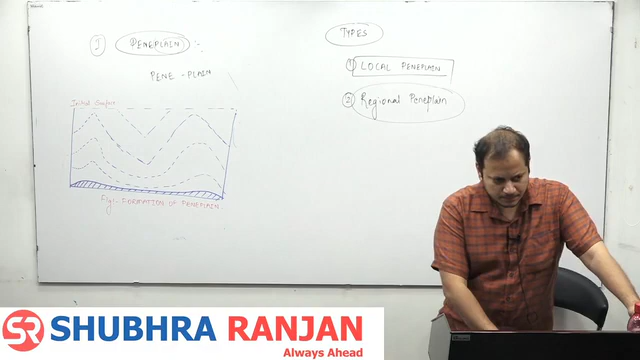 ① PENEPLAIN :-
PENE - PLAIN
Initial Surface
Fig:- FORMATION OF PENEPLAIN.
TYPES
① LOCAL PENEPLAIN
② Regional Peneplain
SR SHUBHRA RANJAN
Always Ahead